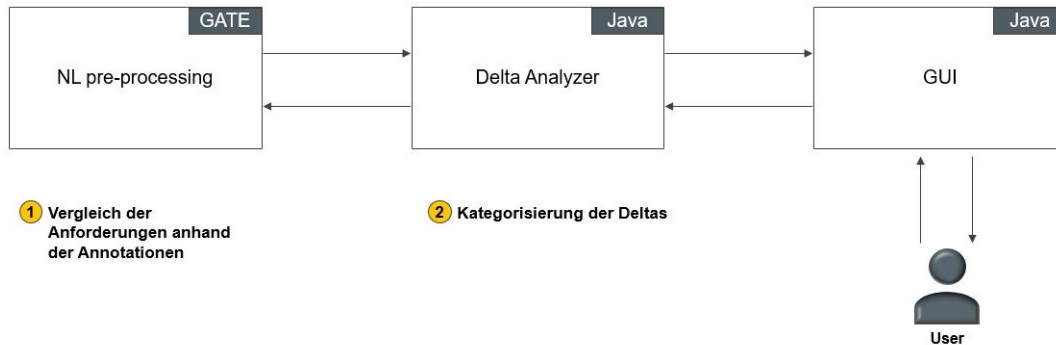 GATE
NL pre-processing
Java
Delta Analyzer
Java
GUI
1 Vergleich der
Anforderungen anhand
der Annotationen
2 Kategorisierung der Deltas
User